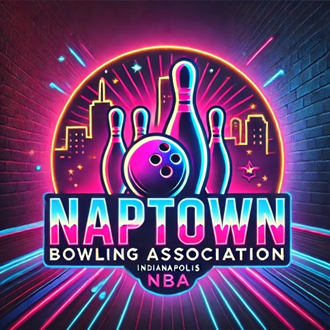 NAPTOWN
BOWLING ASSOCIATION
INDIANAPOLIS
NBA